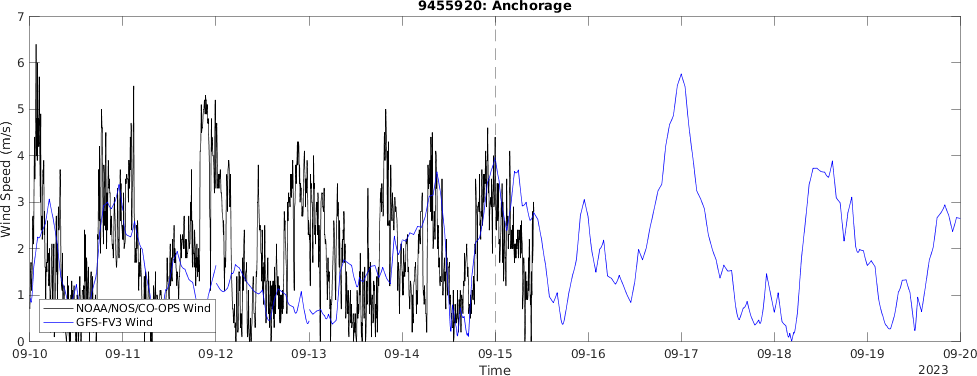 9455920: Anchorage
7
6
5
4
3
2
1
0
Wind Speed (m/s)
NOAA/NOS/CO-OPS Wind
GFS-FV3 Wind
09-10 09-11 09-12 09-13 09-14 09-15 09-16 09-17 09-18 09-19 09-20
Time
2023